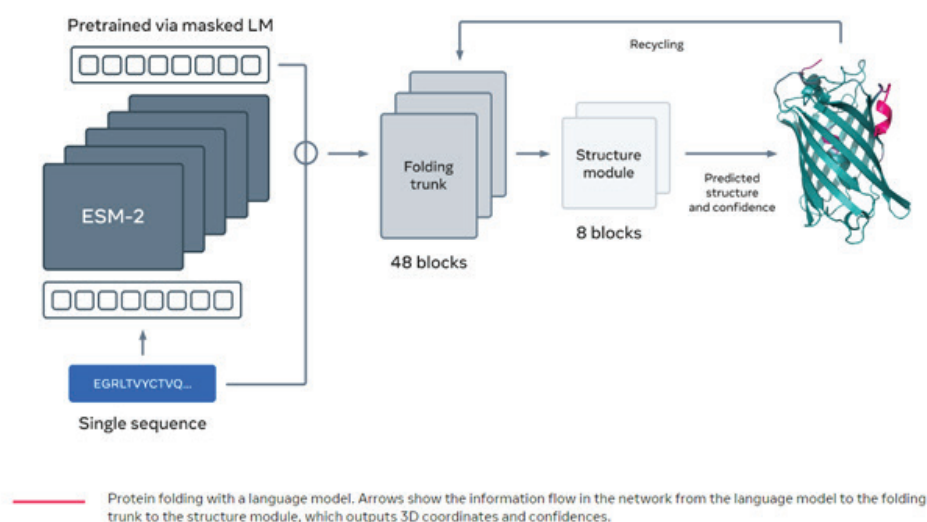 Pretrained via masked LM
Recycling
ESM-2
Folding
trunk
Structure
module
Predicted
structure
and confidence
48 blocks
8 blocks
EGRLTVYCTVQ...
Single sequence
Protein folding with a language model. Arrows show the information flow in the network from the language model to the folding
trunk to the structure module, which outputs 3D coordinates and confidences.